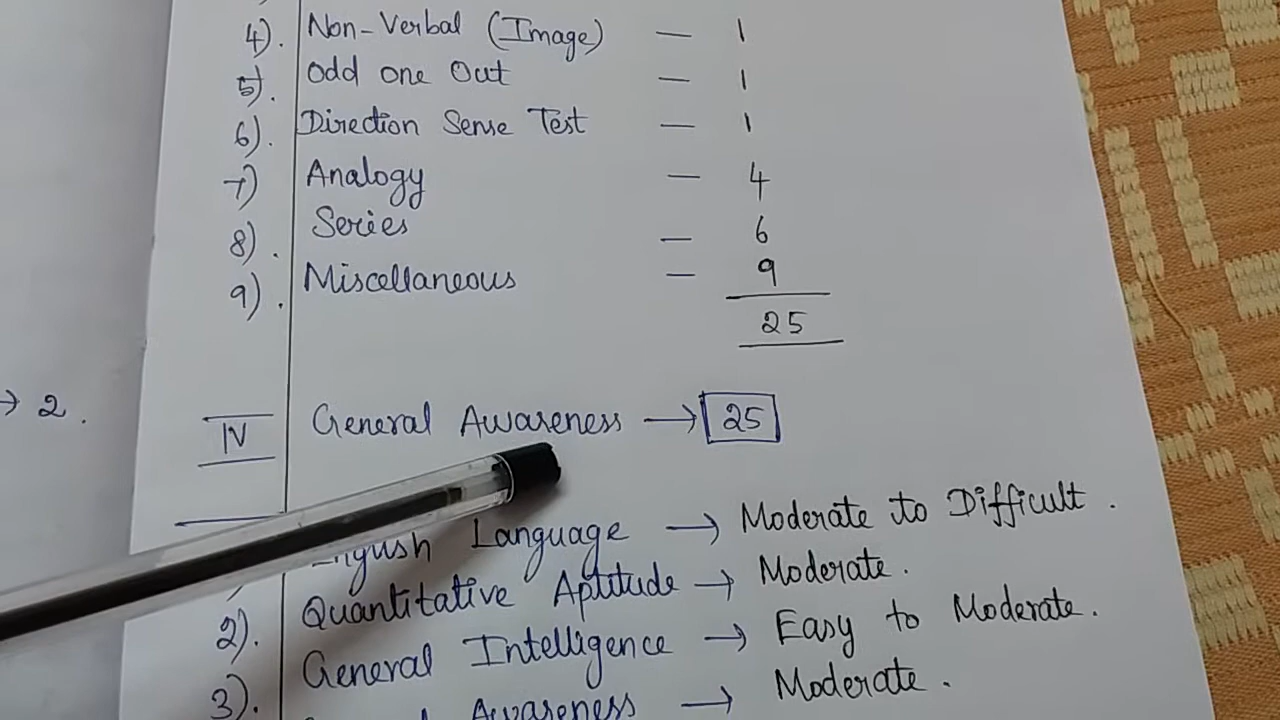 4). Non-Verbal (Image) — 1
5). Odd One Out — 1
6). Direction Sense Test — 1
7) Analogy — 4
8). Series — 6
9). Miscellaneous — 9
25
→ 2.
IV General Awareness → 25
Language → Moderate to Difficult.
2). Quantitative Aptitude → Moderate.
3). General Intelligence → Easy to Moderate.
Awareness → Moderate.